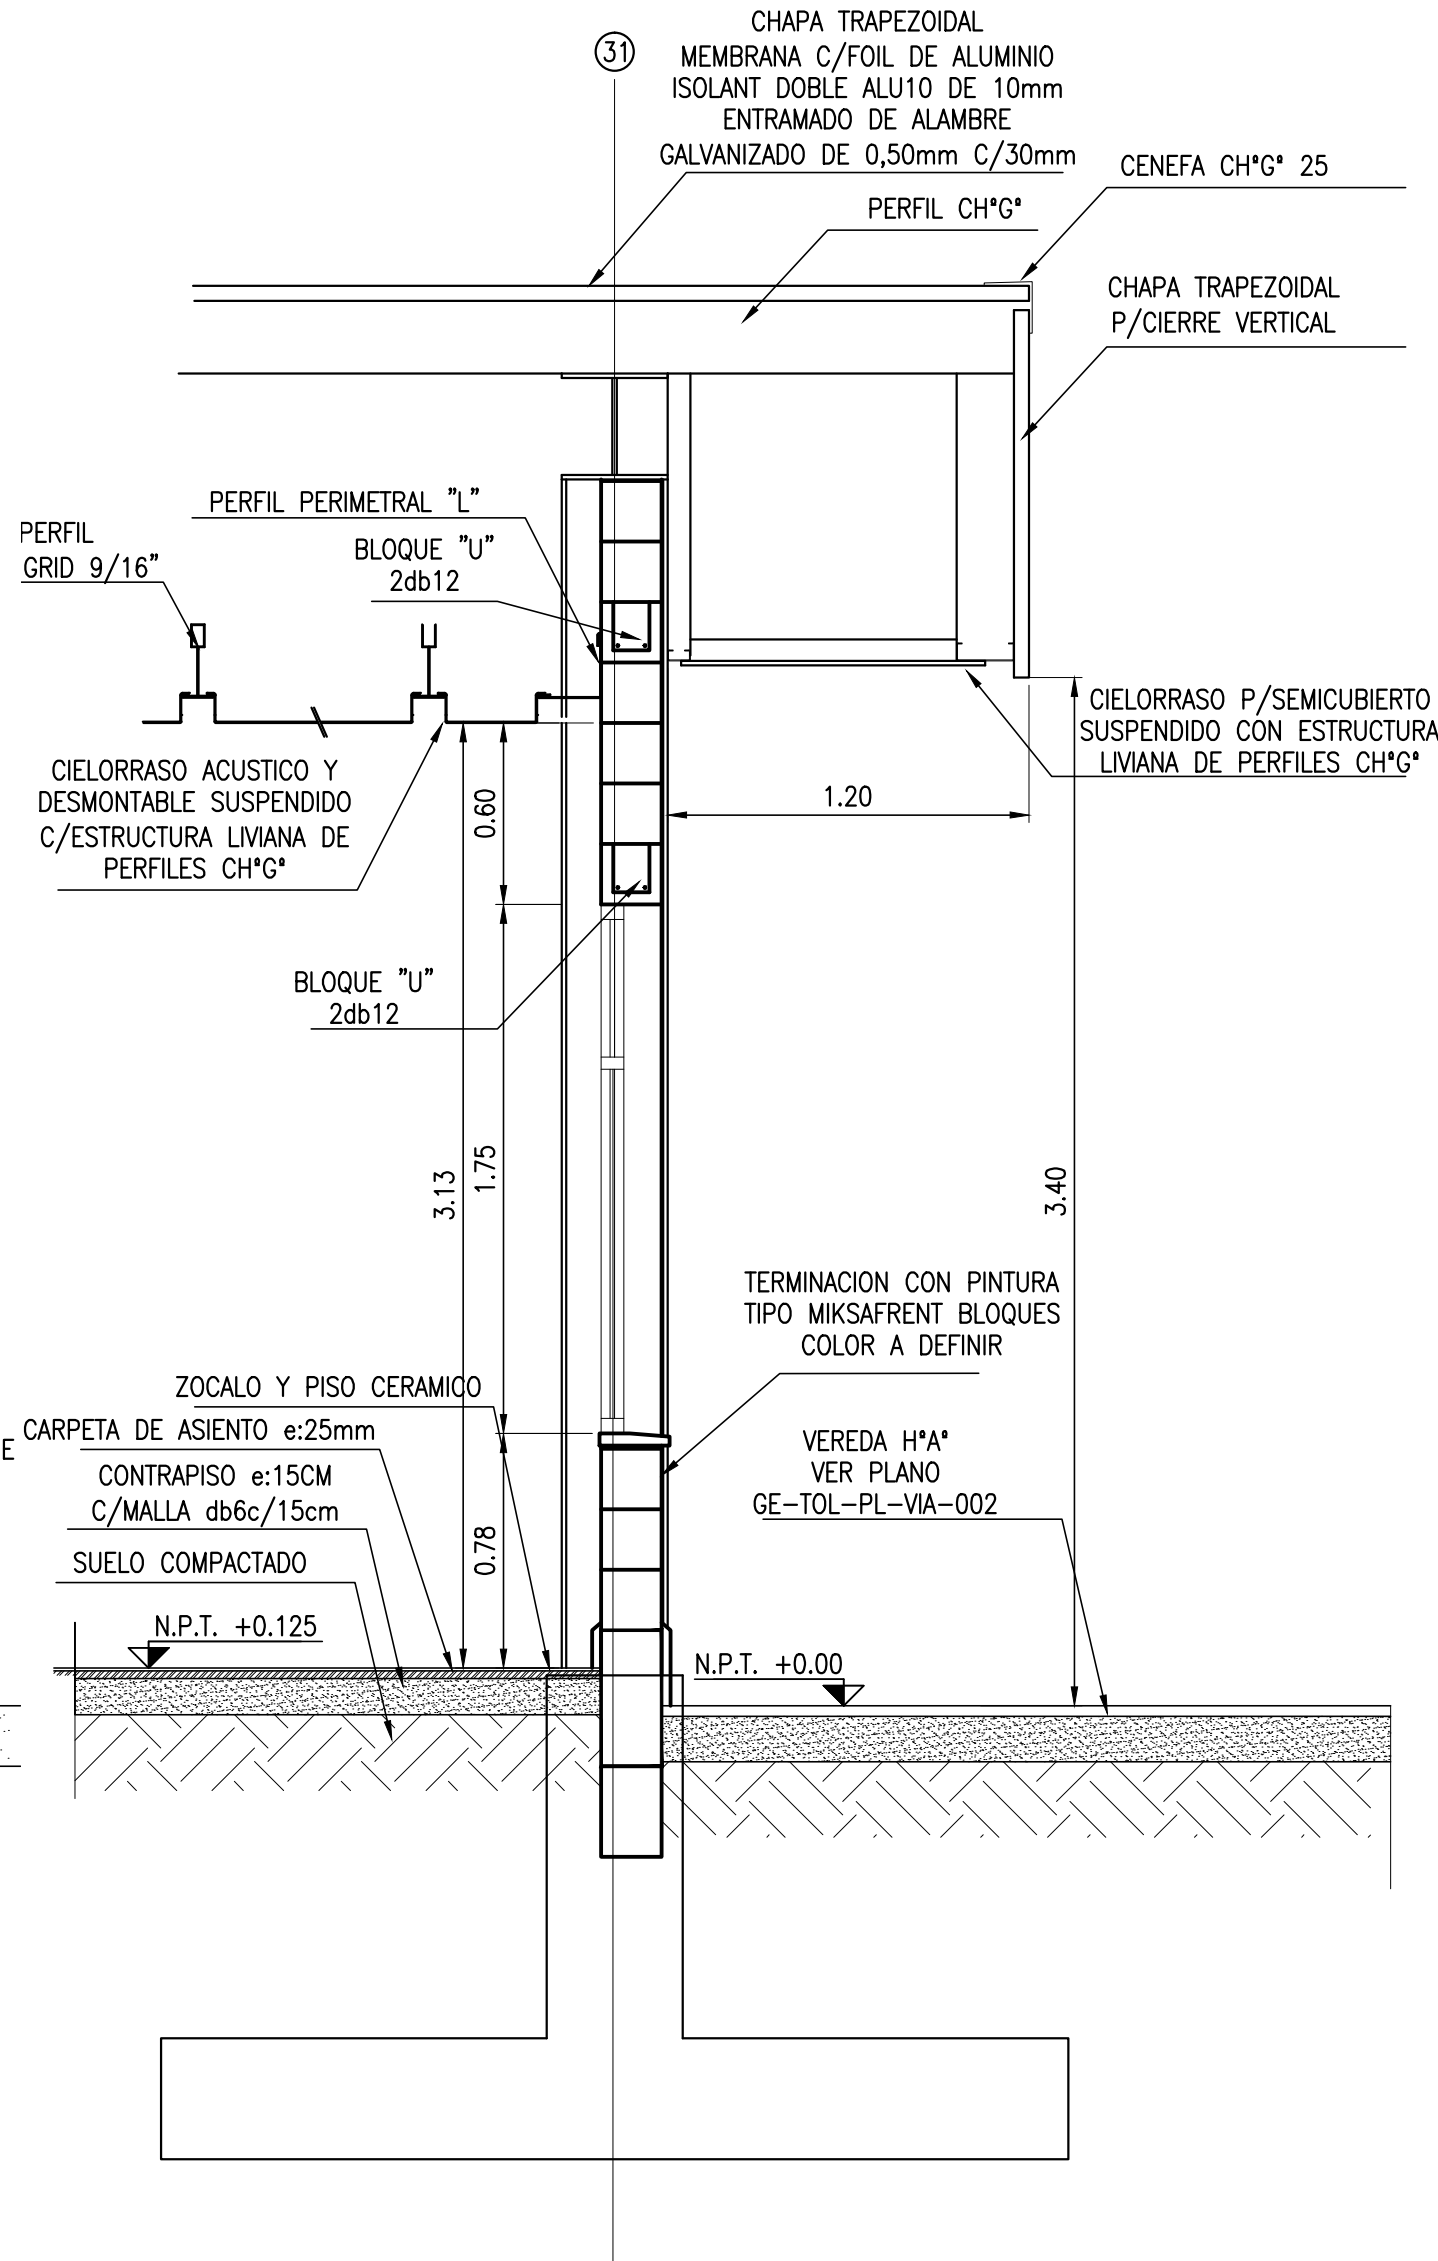 31
CHAPA TRAPEZOIDAL
MEMBRANA C/FOIL DE ALUMINIO
ISOLANT DOBLE ALU10 DE 10mm
ENTRAMADO DE ALAMBRE
GALVANIZADO DE 0,50mm C/30mm
CENEFA CHªGª 25
PERFIL CHªGª
CHAPA TRAPEZOIDAL
P/CIERRE VERTICAL
PERFIL PERIMETRAL "L"
PERFIL
GRID 9/16"
BLOQUE "U"
2db12
CIELORRASO P/SEMICUBIERTO
SUSPENDIDO CON ESTRUCTURA
LIVIANA DE PERFILES CHªGª
CIELORRASO ACUSTICO Y
DESMONTABLE SUSPENDIDO
C/ESTRUCTURA LIVIANA DE
PERFILES CHªGª
0.60
1.20
BLOQUE "U"
2db12
3.13
1.75
3.40
TERMINACION CON PINTURA
TIPO MIKSAFRENT BLOQUES
COLOR A DEFINIR
ZOCALO Y PISO CERAMICO
E
CARPETA DE ASIENTO e:25mm
CONTRAPISO e:15CM
C/MALLA db6c/15cm
SUELO COMPACTADO
0.78
VEREDA HªAª
VER PLANO
GE-TOL-PL-VIA-002
N.P.T. +0.125
N.P.T. +0.00